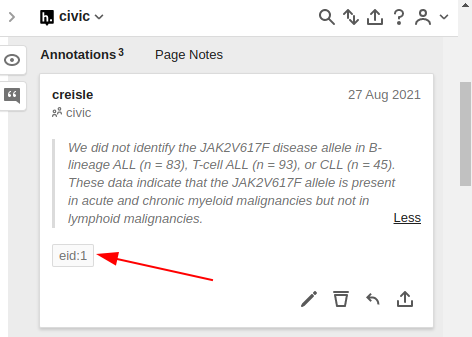 h. civic
Annotations 3
Page Notes
creisle
27 Aug 2021
civic
We did not identify the JAK2V617F disease allele in B-
lineage ALL (n = 83), T-cell ALL (n = 93), or CLL (n = 45).
These data indicate that the JAK2V617F allele is present
in acute and chronic myeloid malignancies but not in
lymphoid malignancies.
Less
eid:1